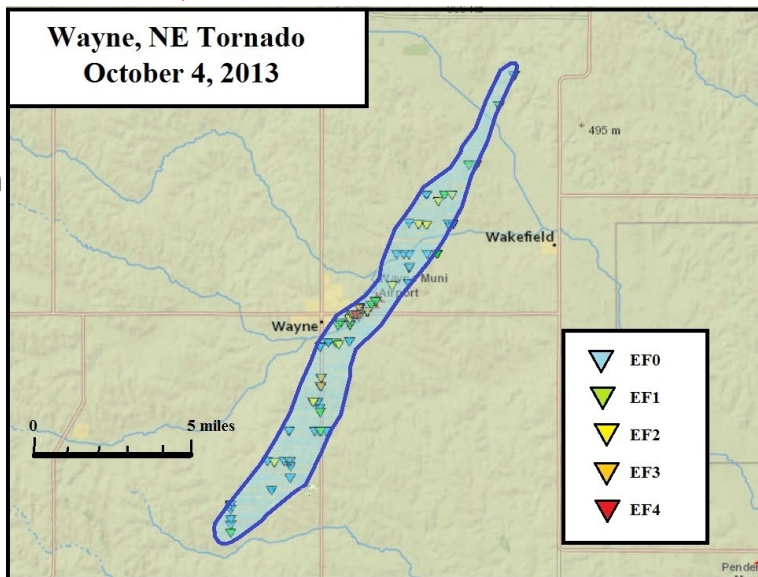 Wayne, NE Tornado
October 4, 2013
495 m
Wakefield
Wayne Muni
Airport
Wayne
0
5 miles
EF0
EF1
EF2
EF3
EF4